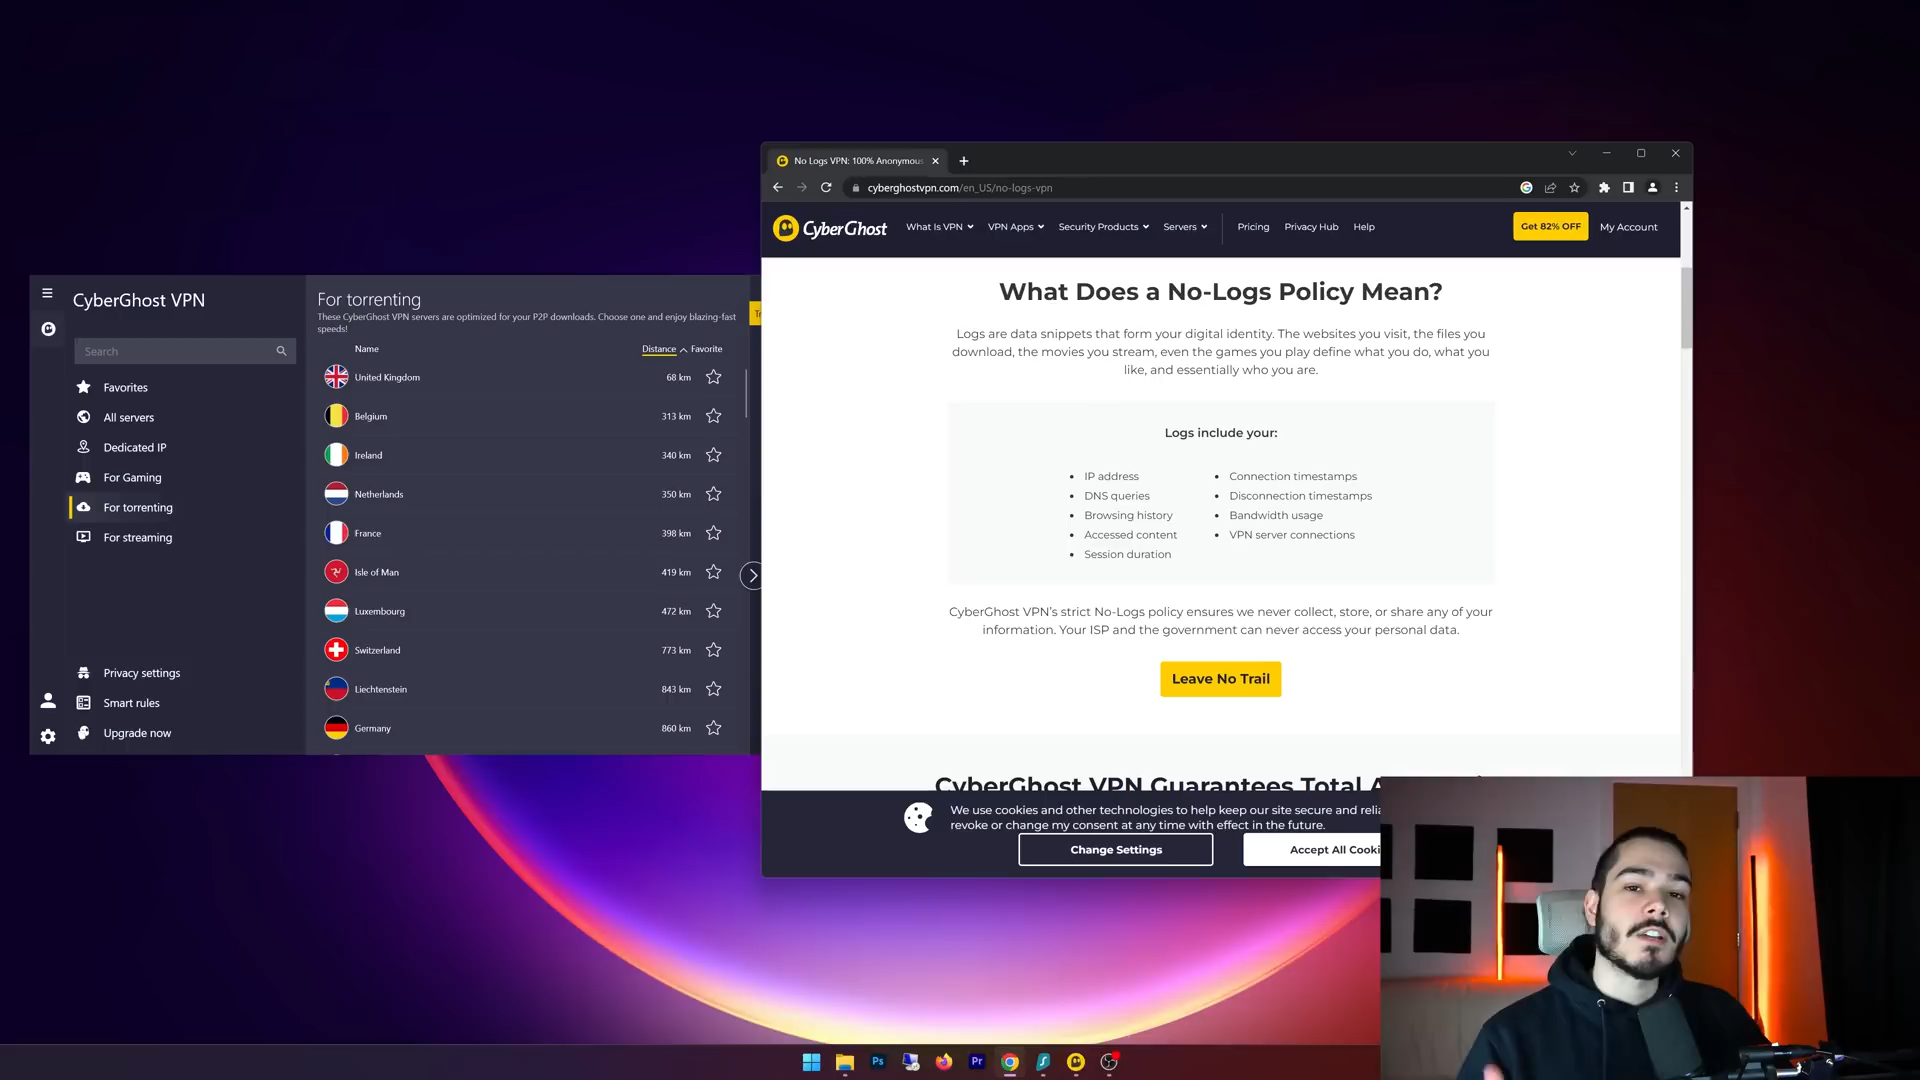 CyberGhost VPN
Search
Favorites
All servers
Dedicated IP
For Gaming
For torrenting
For streaming
Privacy settings
Smart rules
Upgrade now
For torrenting
These CyberGhost VPN servers are optimized for your P2P downloads. Choose one and enjoy blazing-fast
speeds!
Name Distance Favorite
United Kingdom 68 km
Belgium 313 km
Ireland 340 km
Netherlands 350 km
France 398 km
Isle of Man 419 km
Luxembourg 472 km
Switzerland 773 km
Liechtenstein 843 km
Germany 860 km
No Logs VPN: 100% Anonymou
cyberghostvpn.com/en_US/no-logs-vpn
CyberGhost What Is VPN VPN Apps Security Products Servers Pricing Privacy Hub Help Get 82% OFF My Account
What Does a No-Logs Policy Mean?
Logs are data snippets that form your digital identity. The websites you visit, the files you
download, the movies you stream, even the games you play define what you do, what you
like, and essentially who you are.
Logs include your:
• IP address
• DNS queries
• Browsing history
• Accessed content
• Session duration
• Connection timestamps
• Disconnection timestamps
• Bandwidth usage
• VPN server connections
CyberGhost VPN's strict No-Logs policy ensures we never collect, store, or share any of your
information. Your ISP and the government can never access your personal data.
Leave No Trail
CyberGhost VPN Guarantees Total A
We use cookies and other technologies to help keep our site secure and relia
revoke or change my consent at any time with effect in the future.
Change Settings
Accept All Cooki
Ps
Pr